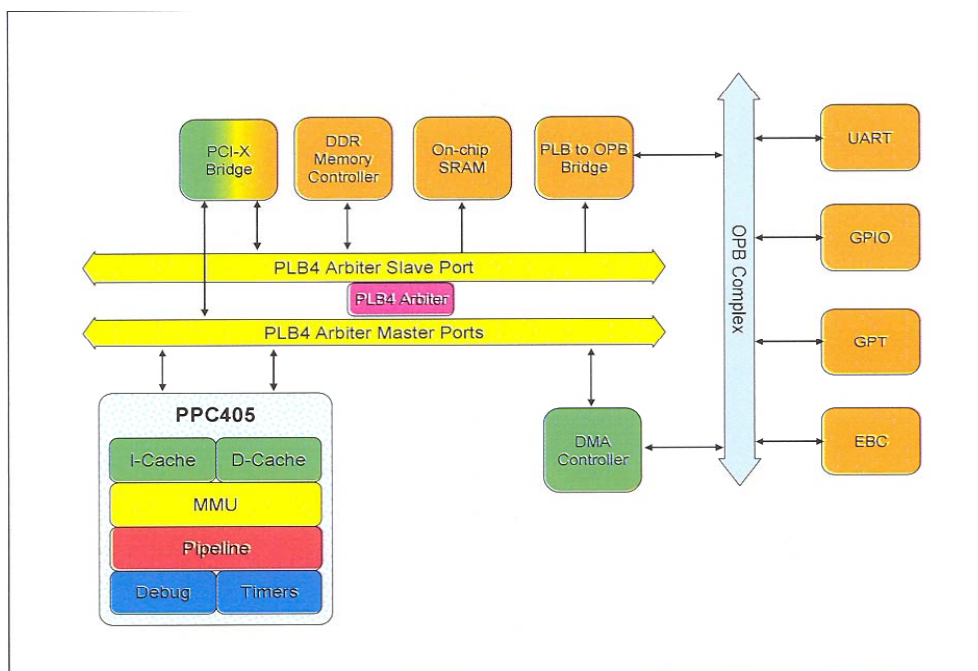 PCI-X
Bridge
DDR
Memory
Controller
On-chip
SRAM
PLB to OPB
Bridge
UART
GPIO
GPT
EBC
OPB Complex
PLB4 Arbiter Slave Port
PLB4 Arbiter
PLB4 Arbiter Master Ports
PPC405
I-Cache
D-Cache
MMU
Pipeline
Debug
Timers
DMA
Controller